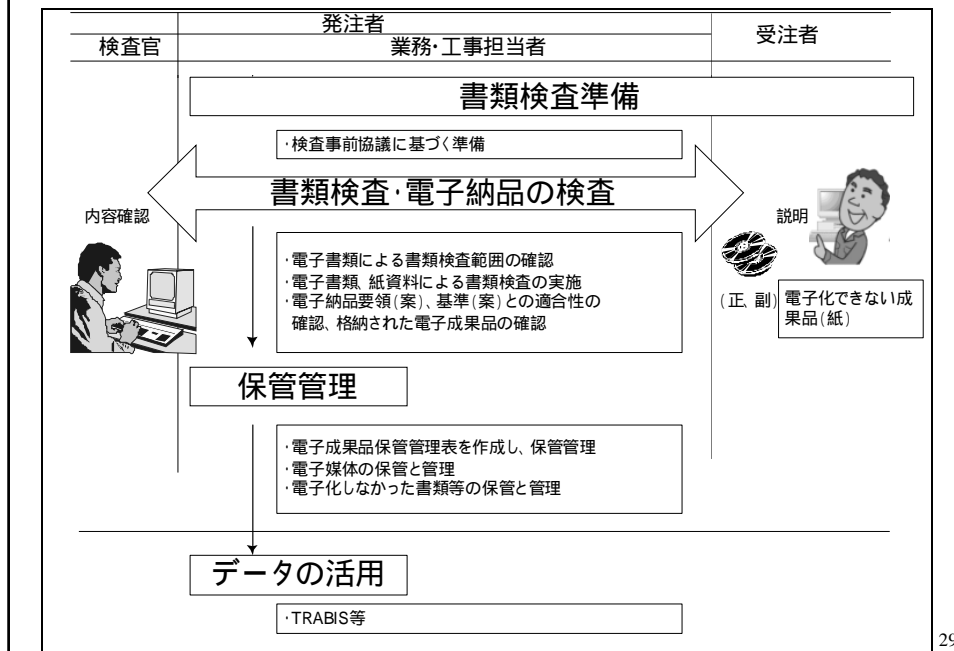 発注者
検査官
業務・工事担当者
受注者
書類検査準備
・検査事前協議に基づく準備
書類検査・電子納品の検査
内容確認
説明
・電子書類による書類検査範囲の確認
・電子書類、紙資料による書類検査の実施
・電子納品要領(案)、基準(案)との適合性の
確認、格納された電子成果品の確認
(正、副)
電子化できない成
果品(紙)
保管管理
・電子成果品保管管理表を作成し、保管管理
・電子媒体の保管と管理
・電子化しなかった書類等の保管と管理
データの活用
・TRABIS等
29